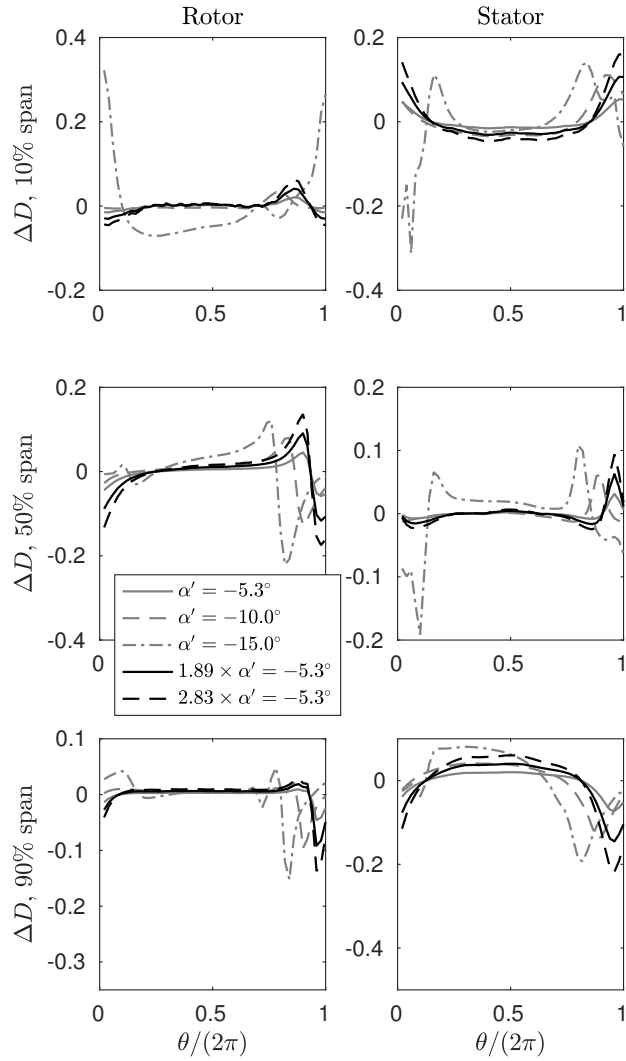 Rotor Stator
0.4 0.2
ΔD, 10% span
0.2 0
0 -0.2
-0.2 -0.4
0 0.5 1 0 0.5 1
0.2 0.2
ΔD, 50% span
0 0.1
-0.2 0
-0.4 -0.1
-0.2
α′ = −5.3°
α′ = −10.0°
α′ = −15.0°
1.89 × α′ = −5.3°
2.83 × α′ = −5.3°
0 0 0.5 1
0.1 0
ΔD, 90% span
0 -0.2
-0.1 -0.4
-0.2
-0.3
0 0.5 1 0 0.5 1
θ/(2π) θ/(2π)